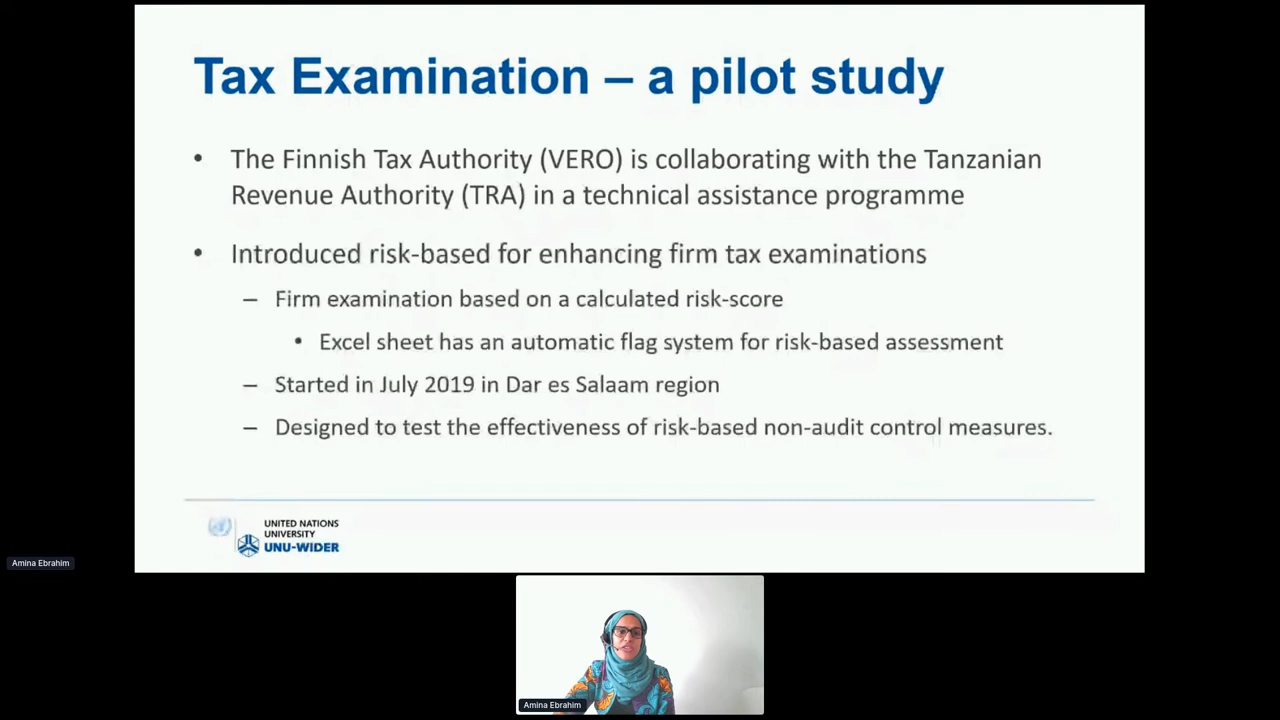 Tax Examination – a pilot study
• The Finnish Tax Authority (VERO) is collaborating with the Tanzanian
Revenue Authority (TRA) in a technical assistance programme
• Introduced risk-based for enhancing firm tax examinations
– Firm examination based on a calculated risk-score
• Excel sheet has an automatic flag system for risk-based assessment
– Started in July 2019 in Dar es Salaam region
– Designed to test the effectiveness of risk-based non-audit control measures.
UNITED NATIONS
UNIVERSITY
UNU-WIDER
Amina Ebrahim
Amina Ebrahim